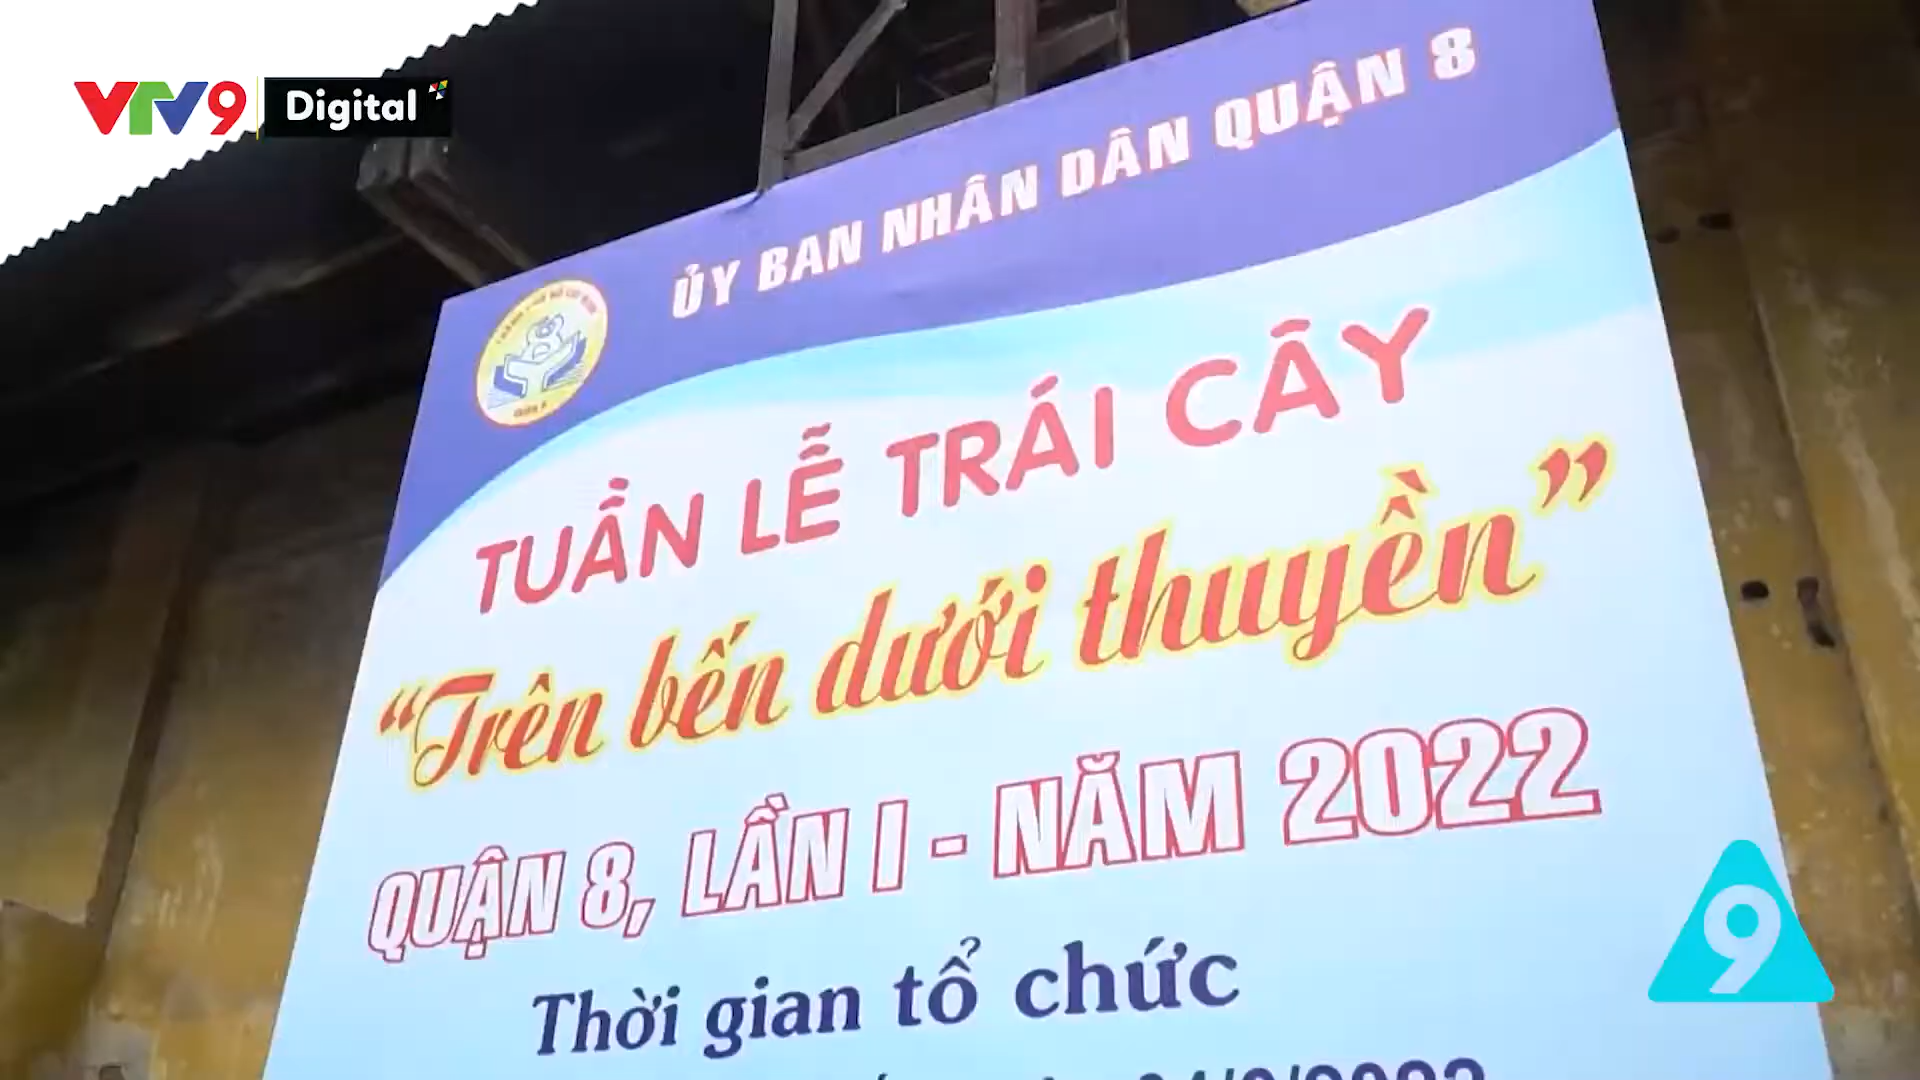 VTV9 Digital
ỦY BAN NHÂN DÂN QUẬN 8
TUẦN LỄ TRÁI CÂY
“Trên bến dưới thuyền”
QUẬN 8, LẦN I - NĂM 2022
Thời gian tổ chức
9